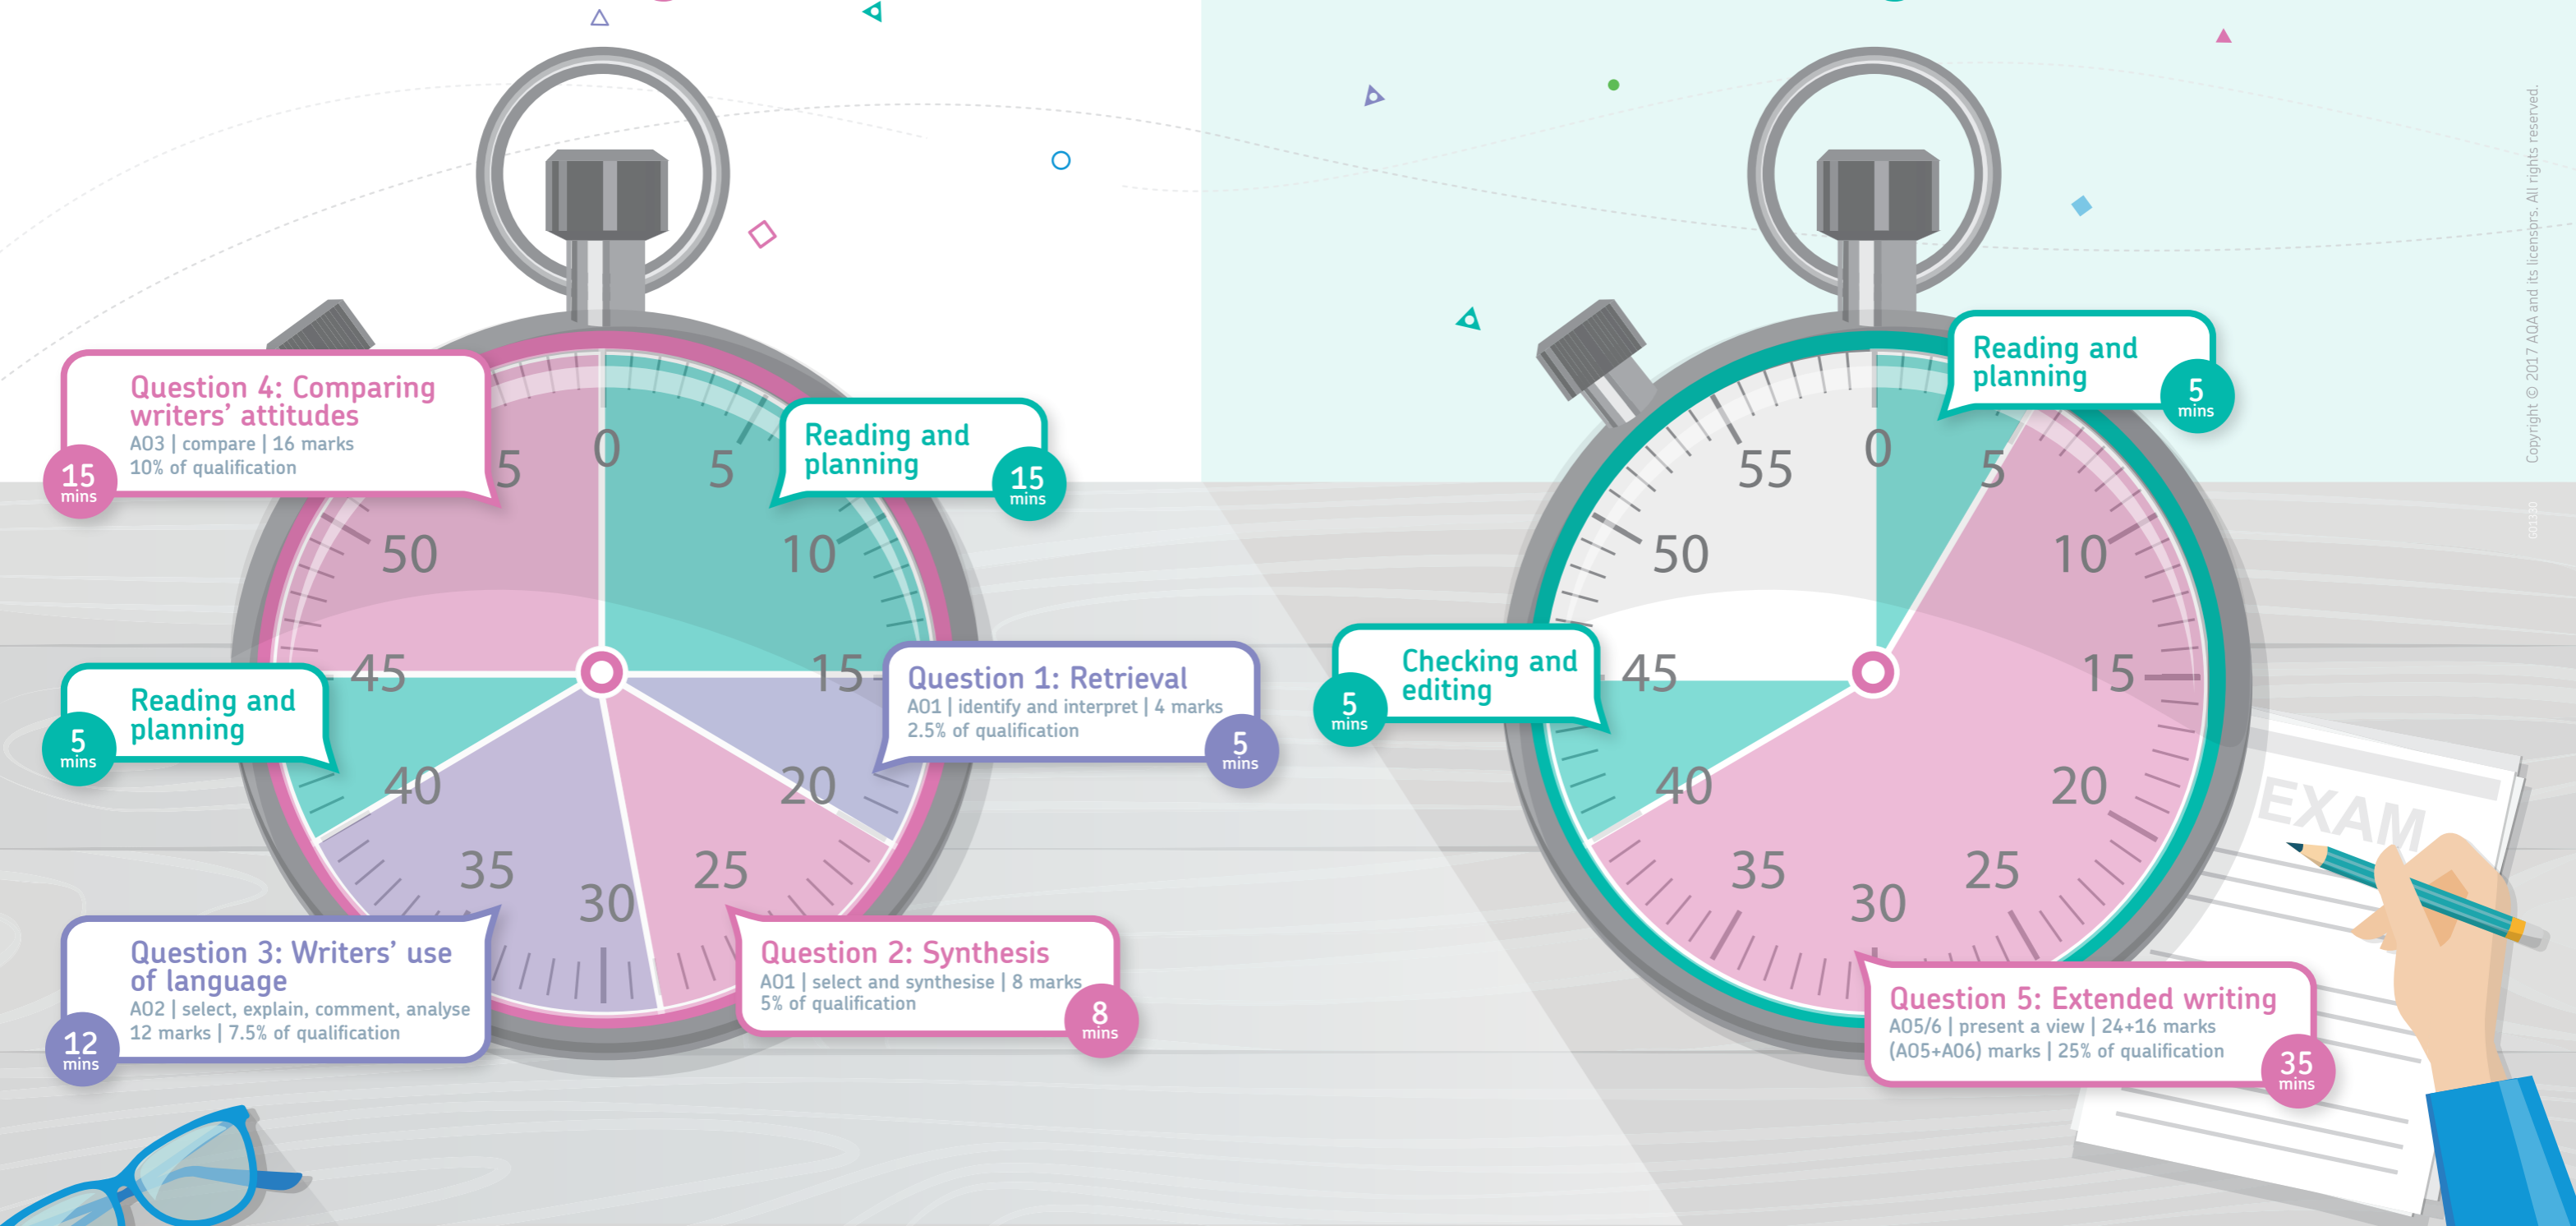 Question 4: Comparing
writers’ attitudes
AO3 | compare | 16 marks
10% of qualification
15
mins
Reading and
planning
15
mins
Question 1: Retrieval
AO1 | identify and interpret | 4 marks
2.5% of qualification
5
mins
Question 2: Synthesis
AO1 | select and synthesise | 8 marks
5% of qualification
8
mins
Question 3: Writers’ use
of language
AO2 | select, explain, comment, analyse
12 marks | 7.5% of qualification
12
mins
Reading and
planning
5
mins
0
5
10
15
20
25
30
35
40
45
50
5
Reading and
planning
5
mins
Question 5: Extended writing
AO5/6 | present a view | 24+16 marks
(AO5+AO6) marks | 25% of qualification
35
mins
Checking and
editing
5
mins
0
5
10
15
20
25
30
35
40
45
50
55
EXAM
Copyright © 2017 AQA and its licensors. All rights reserved.
G01330